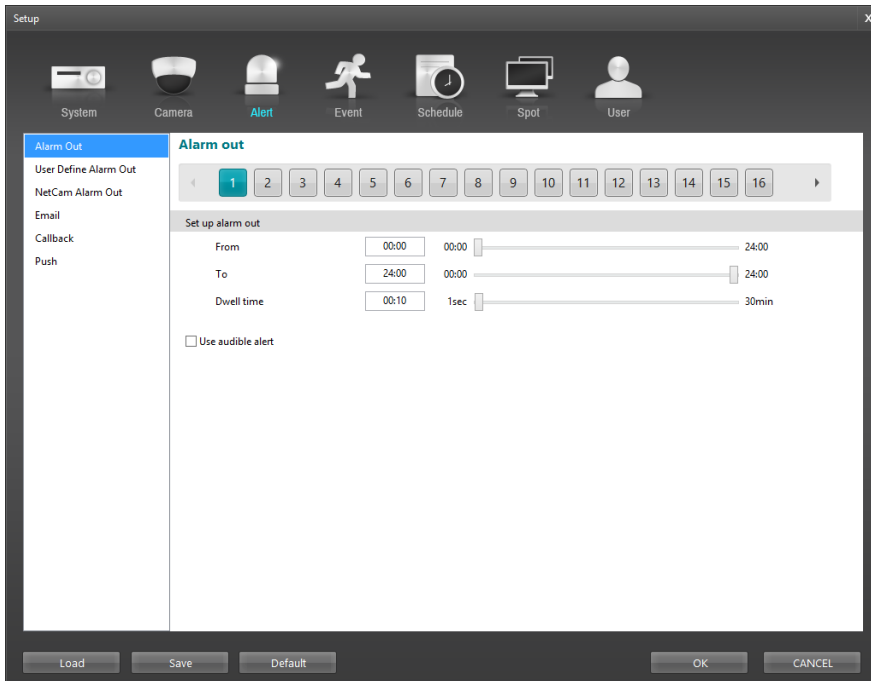 Setup X
System Camera Alert Event Schedule Spot User
Alarm Out
User Define Alarm Out
NetCam Alarm Out
Email
Callback
Push
Alarm out
1 2 3 4 5 6 7 8 9 10 11 12 13 14 15 16
Set up alarm out
From 00:00 00:00 24:00
To 24:00 00:00 24:00
Dwell time 00:10 1sec 30min
Use audible alert
Load Save Default OK CANCEL